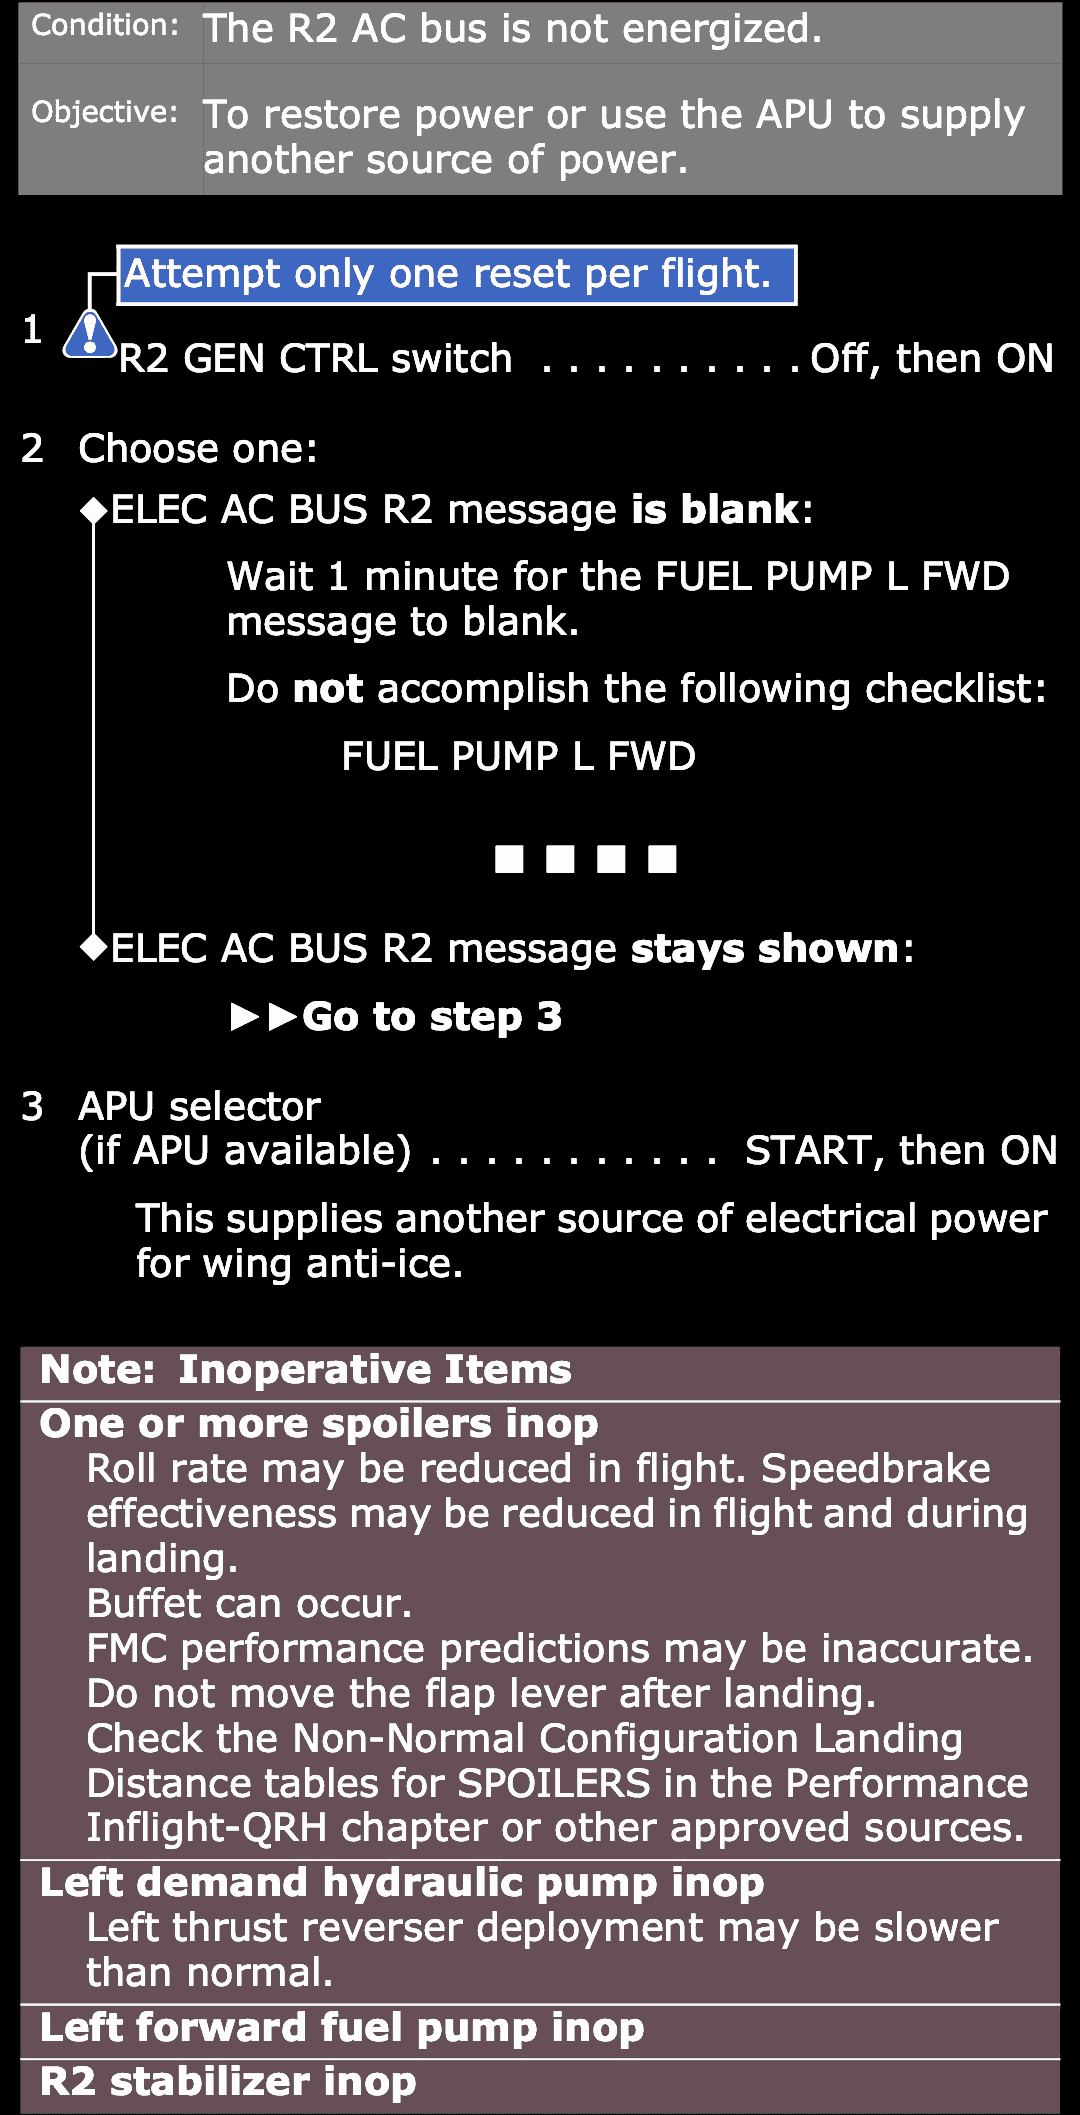 Condition: The R2 AC bus is not energized.
Objective: To restore power or use the APU to supply
another source of power.
Attempt only one reset per flight.
1 R2 GEN CTRL switch . . . . . . . . . . Off, then ON
2 Choose one:
◆ELEC AC BUS R2 message is blank:
Wait 1 minute for the FUEL PUMP L FWD
message to blank.
Do not accomplish the following checklist:
FUEL PUMP L FWD
■ ■ ■ ■
◆ELEC AC BUS R2 message stays shown:
►►Go to step 3
3 APU selector
(if APU available) . . . . . . . . . . . START, then ON
This supplies another source of electrical power
for wing anti-ice.
Note: Inoperative Items
One or more spoilers inop
Roll rate may be reduced in flight. Speedbrake
effectiveness may be reduced in flight and during
landing.
Buffet can occur.
FMC performance predictions may be inaccurate.
Do not move the flap lever after landing.
Check the Non-Normal Configuration Landing
Distance tables for SPOILERS in the Performance
Inflight-QRH chapter or other approved sources.
Left demand hydraulic pump inop
Left thrust reverser deployment may be slower
than normal.
Left forward fuel pump inop
R2 stabilizer inop